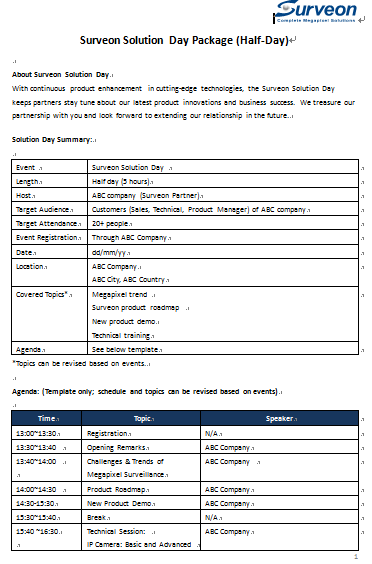 Surveon
Complete Megapixel Solutions
Surveon Solution Day Package (Half-Day)
About Surveon Solution Day
With continuous product enhancement in cutting-edge technologies, the Surveon Solution Day
keeps partners stay tune about our latest product innovations and business success. We treasure our
partnership with you and look forward to extending our relationship in the future.
Solution Day Summary:
Event Surveon Solution Day
Length Half day (3 hours)
Host ABC company (Surveon Partner)
Target Audience Customers (Sales, Technical, Product Manager) of ABC company
Target Attendance 20+ people
Event Registration Through ABC Company
Date dd/mm/yy
Location ABC Company
ABC City, ABC Country
Covered Topics* Megapixel trend
Surveon product roadmap
New product demo
Technical training
Agenda See below template
*Topics can be revised based on events
Agenda: (Template only; schedule and topics can be revised based on events)
Time Topic Speaker
13:00~13:30 Registration N/A
13:30~13:40 Opening Remarks ABC Company
13:40~14:00 Challenges & Trends of ABC Company
Megapixel Surveillance
14:00~14:30 Product Roadmap ABC Company
14:30-15:30 New Product Demo ABC Company
15:30~15:40 Break N/A
15:40 ~16:30 Technical Session: ABC Company
IP Camera: Basic and Advanced
1